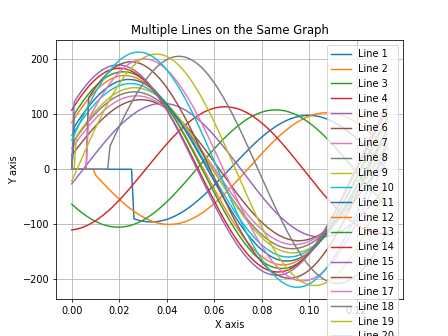 Multiple Lines on the Same Graph
Y axis
200
100
0
−100
−200
0.00
0.02
0.04
0.06
0.08
0.10
X axis
Line 1
Line 2
Line 3
Line 4
Line 5
Line 6
Line 7
Line 8
Line 9
Line 10
Line 11
Line 12
Line 13
Line 14
Line 15
Line 16
Line 17
Line 18
Line 19
Line 20